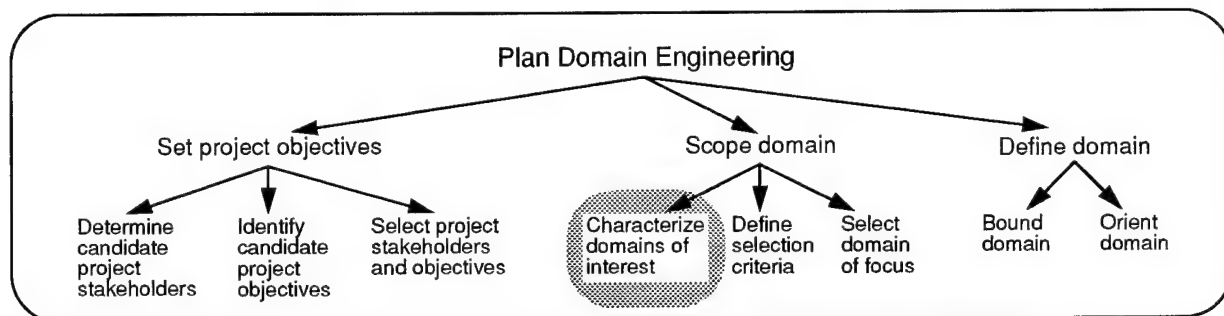 Plan Domain Engineering
Set project objectives
Scope domain
Define domain
Determine
candidate
project
stakeholders
Identify
candidate
project
objectives
Select project
stakeholders
and objectives
Characterize
domains of
interest
Define
selection
criteria
Select
domain
of focus
Bound
domain
Orient
domain